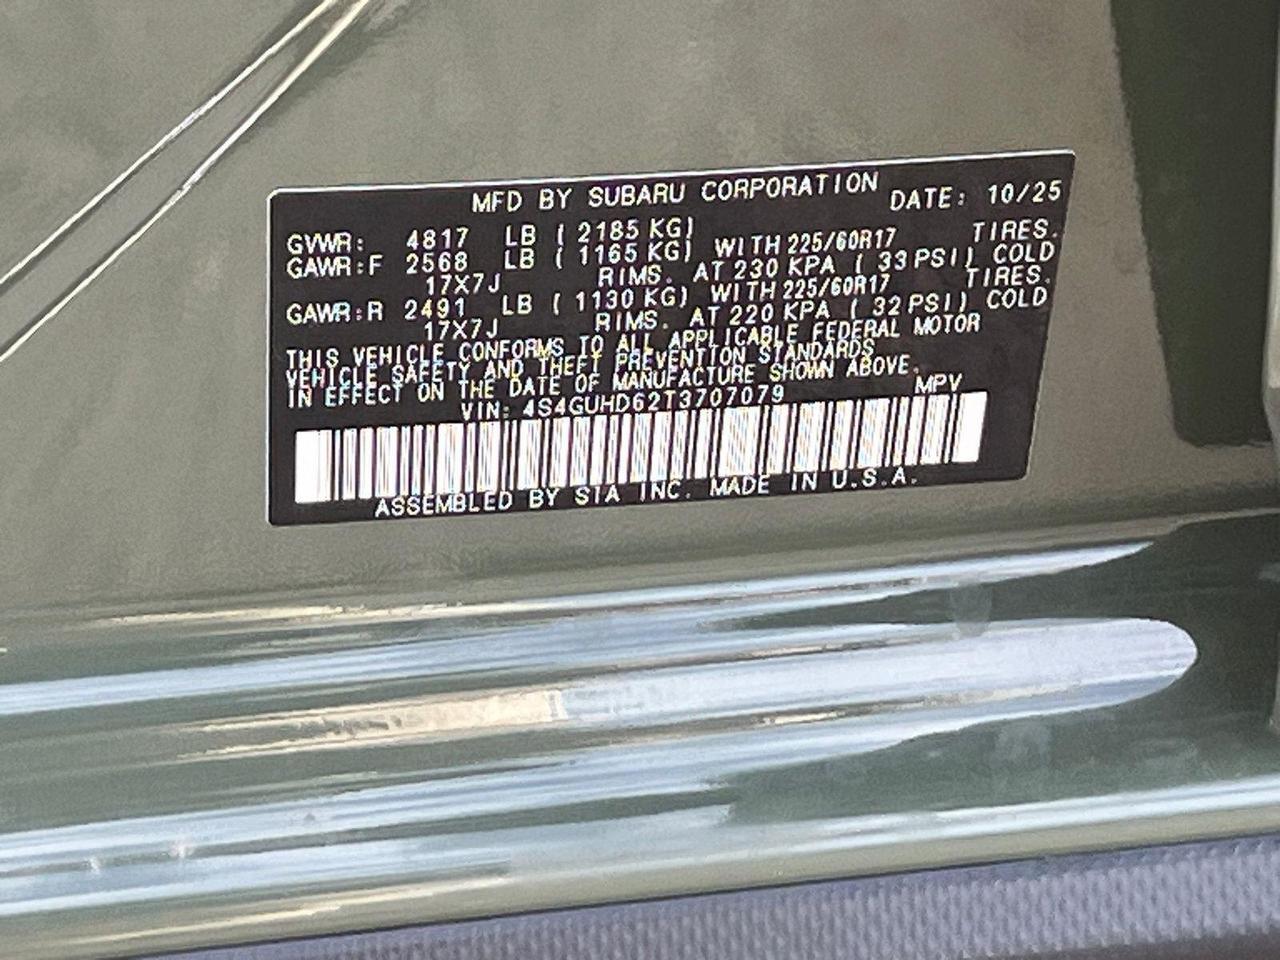 MFD BY SUBARU CORPORATION DATE: 10/25
GVWR: 4817 LB ( 2185 KG)
GAWR:F 2568 LB ( 1165 KG) WITH 225/60R17 TIRES.
17X7J RIMS. AT 230 KPA ( 33 PSI) COLD
GAWR:R 2491 LB ( 1130 KG) WITH 225/60R17 TIRES.
17X7J RIMS. AT 220 KPA ( 32 PSI) COLD
THIS VEHICLE CONFORMS TO ALL APPLICABLE FEDERAL MOTOR
VEHICLE SAFETY AND THEFT PREVENTION STANDARDS
IN EFFECT ON THE DATE OF MANUFACTURE SHOWN ABOVE.
VIN: 4S4GUHD62T3707079 MPV
ASSEMBLED BY SIA INC. MADE IN U.S.A.